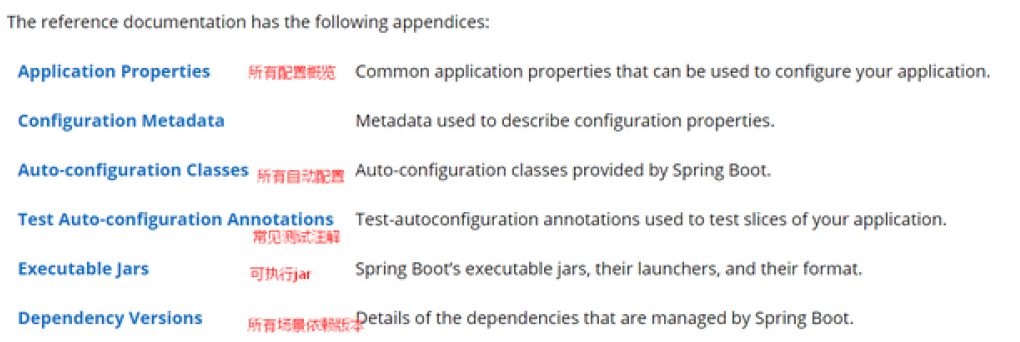 The reference documentation has the following appendices:
Application Properties 所有配置概览 Common application properties that can be used to configure your application.
Configuration Metadata Metadata used to describe configuration properties.
Auto-configuration Classes 所有自动配置 Auto-configuration classes provided by Spring Boot.
Test Auto-configuration Annotations Test-autoconfiguration annotations used to test slices of your application.
常见测试注解
Executable Jars 可执行jar Spring Boot's executable jars, their launchers, and their format.
Dependency Versions 所有场景依赖版本 Details of the dependencies that are managed by Spring Boot.